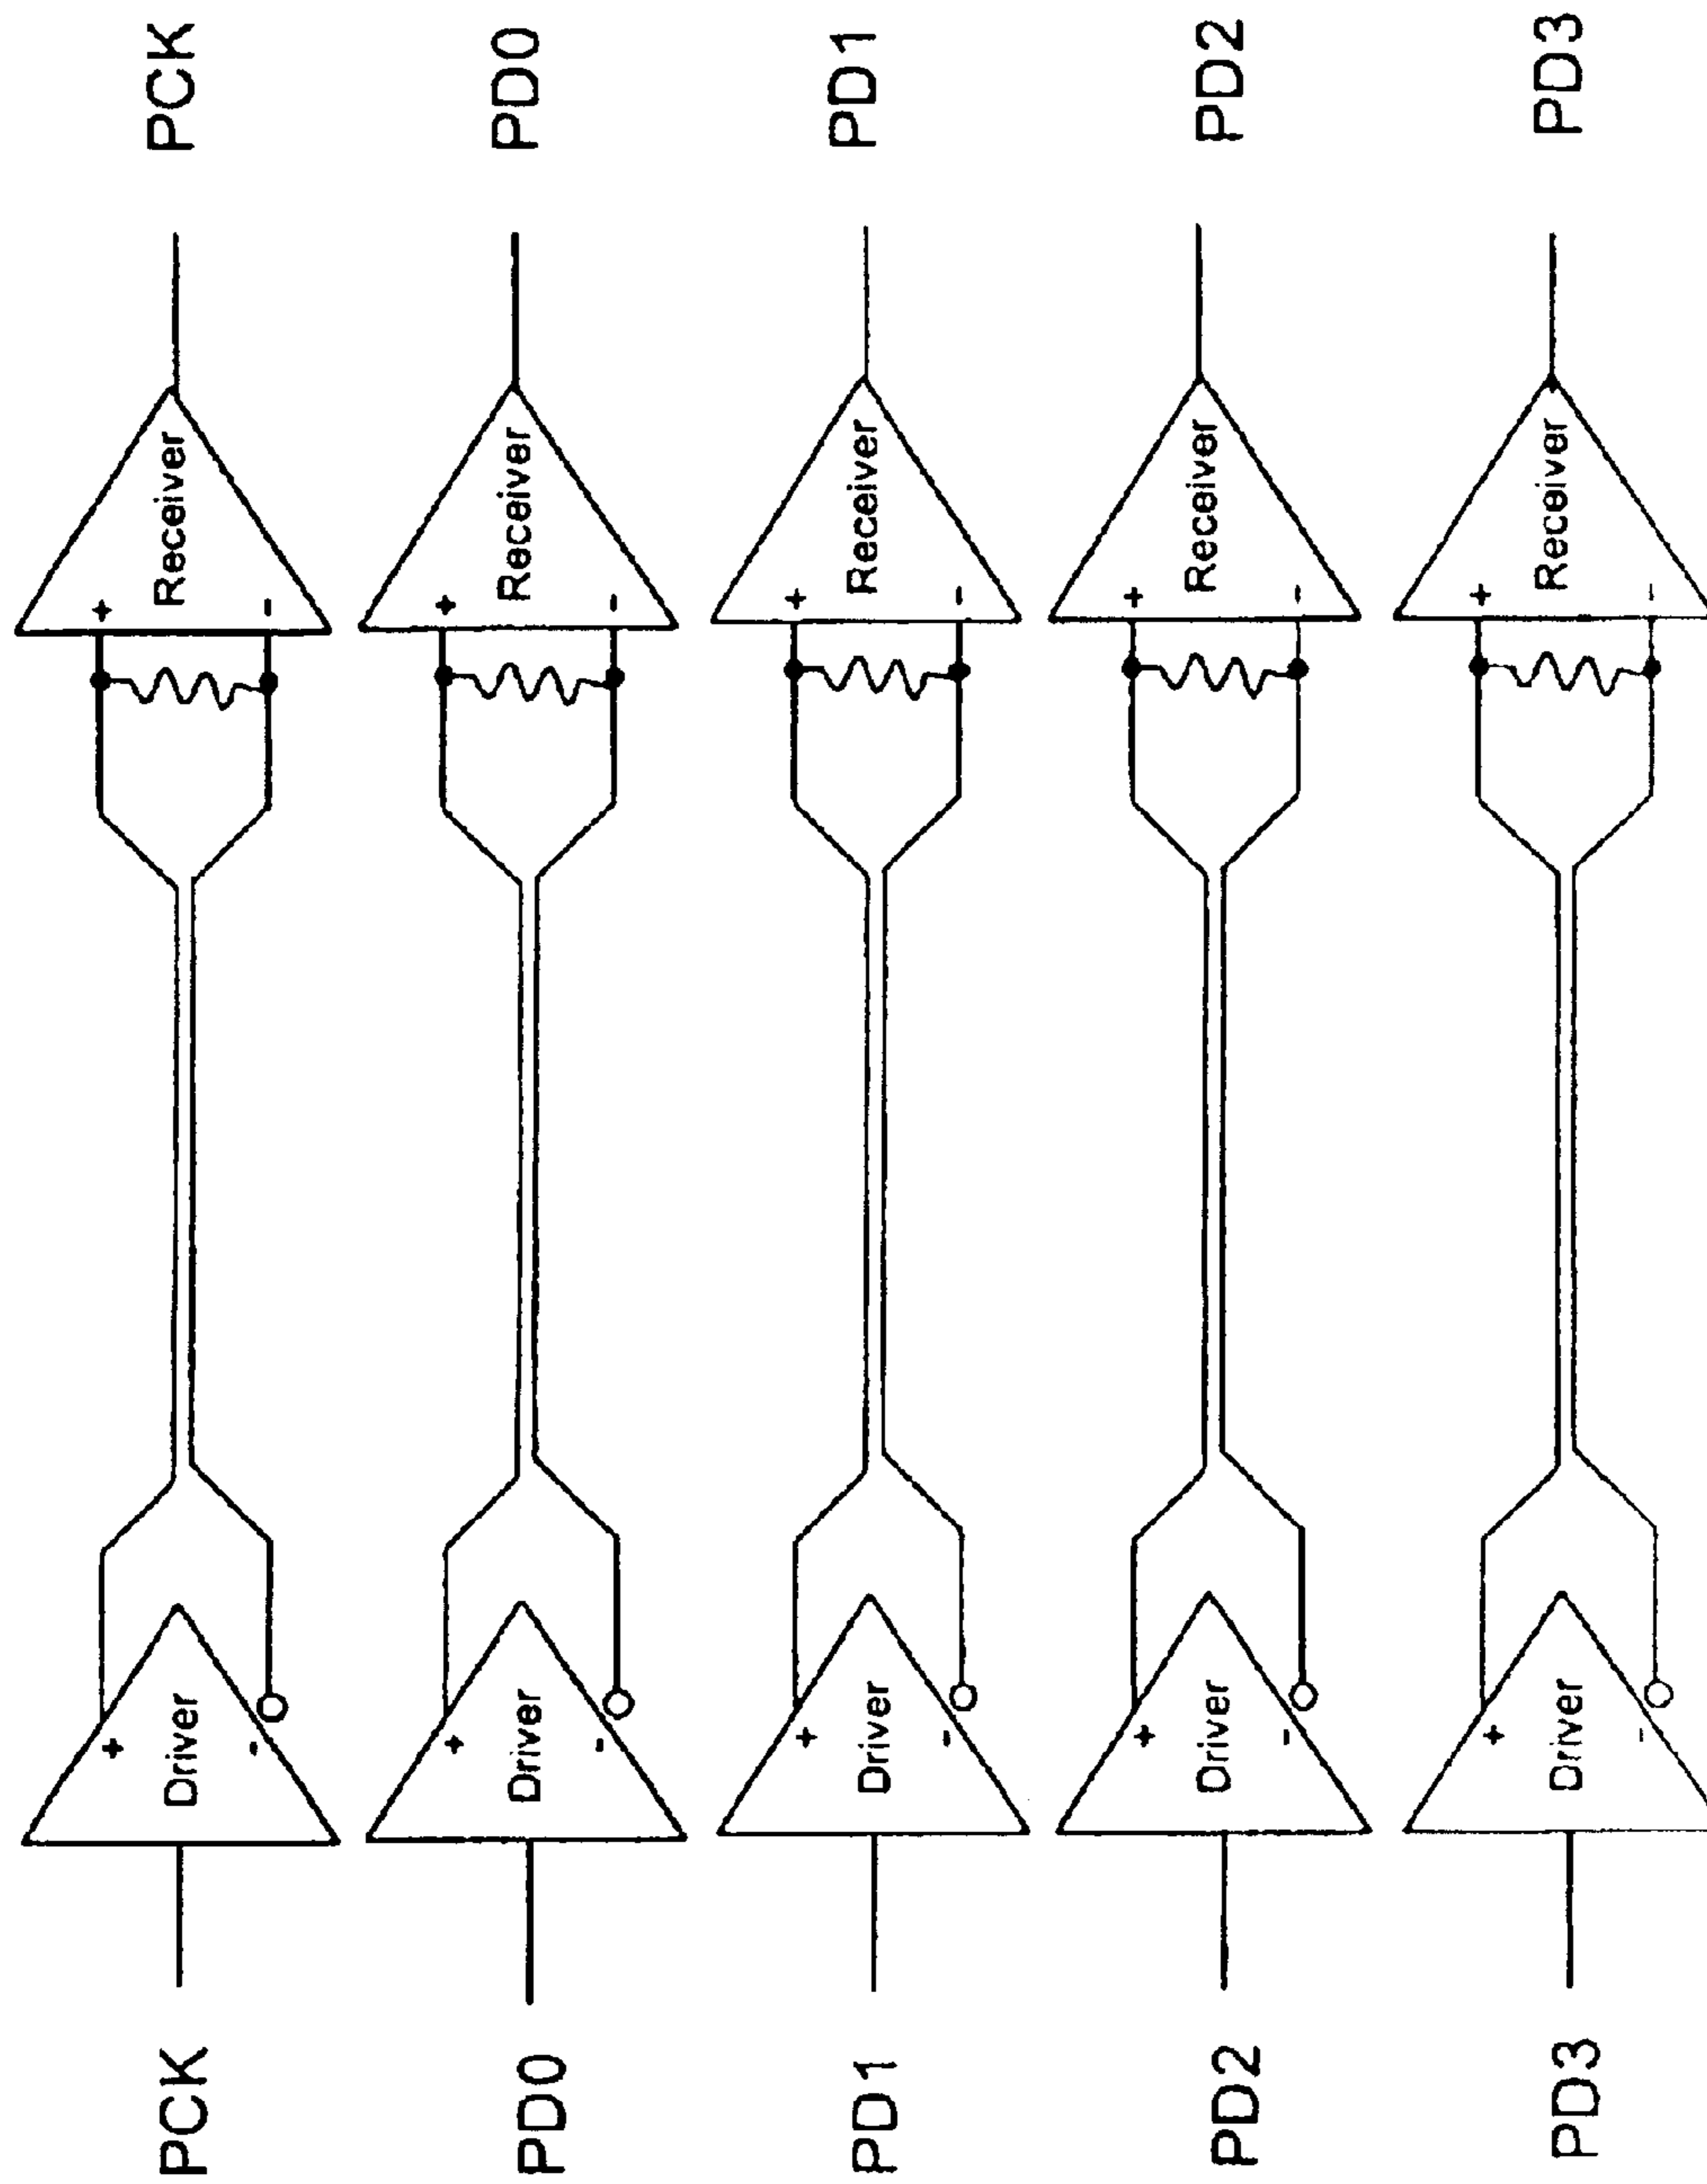 PCK
+
-
Driver
+
-
Receiver
PCK
PD0
+
-
Driver
+
-
Receiver
PD0
PD1
+
-
Driver
+
-
Receiver
PD1
PD2
+
-
Driver
+
-
Receiver
PD2
PD3
+
-
Driver
+
-
Receiver
PD3